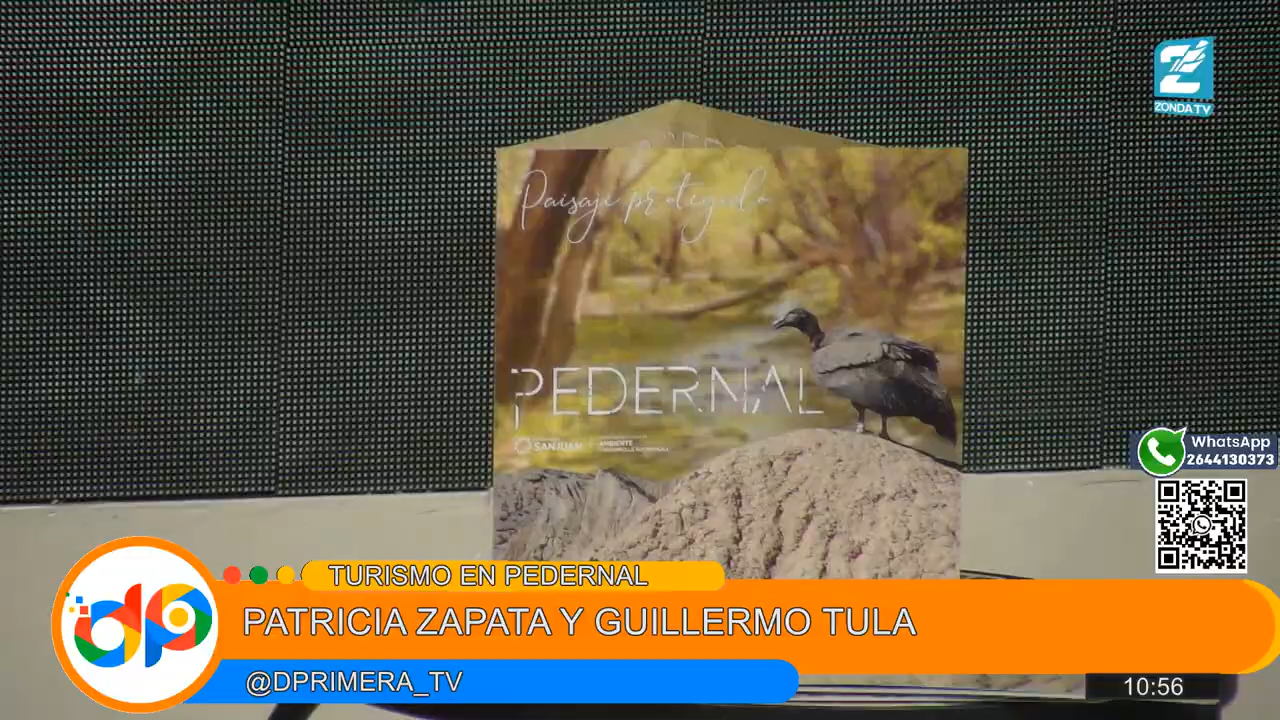 ZONDA TV
Paisaje protegido
PEDERNAL
SAN JUAN
AMBIENTE
WhatsApp
2644130373
TURISMO EN PEDERNAL
dp
PATRICIA ZAPATA Y GUILLERMO TULA
@DPRIMERA_TV
10:56